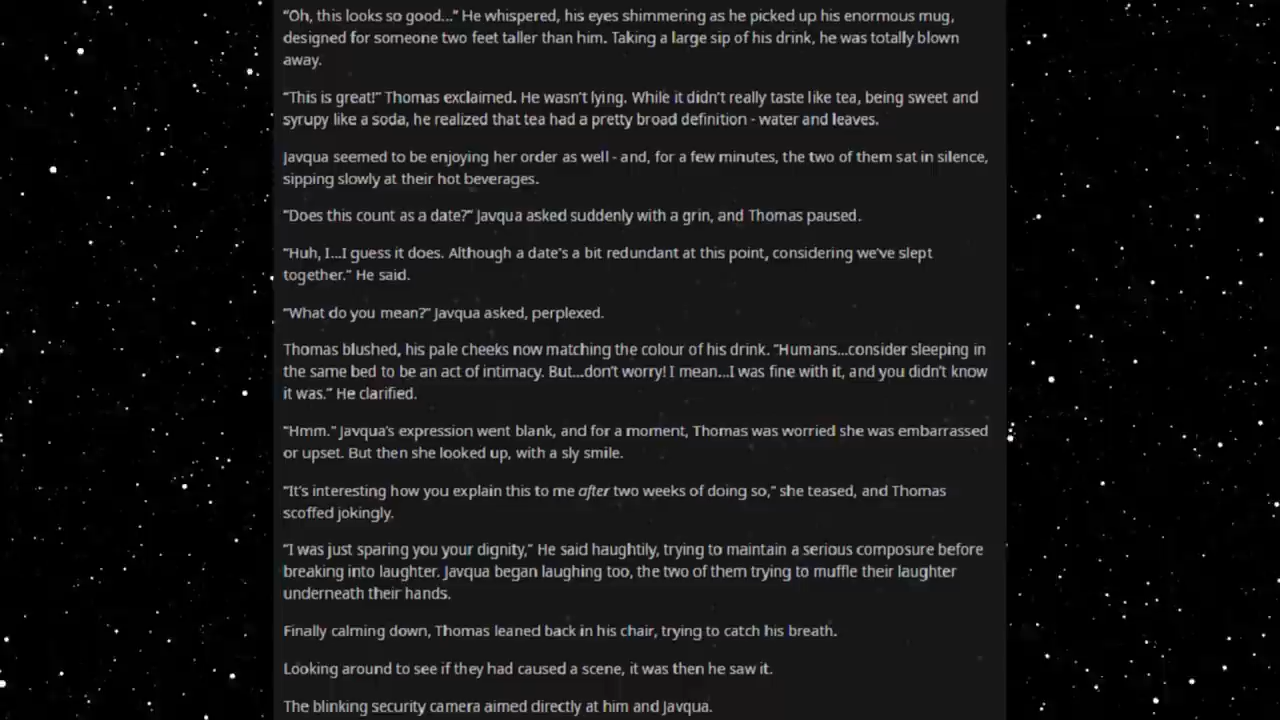 “Oh, this looks so good...” He whispered, his eyes shimmering as he picked up his enormous mug,
designed for someone two feet taller than him. Taking a large sip of his drink, he was totally blown
away.
“This is great!” Thomas exclaimed. He wasn’t lying. While it didn’t really taste like tea, being sweet and
syrupy like a soda, he realized that tea had a pretty broad definition - water and leaves.
Javqua seemed to be enjoying her order as well - and, for a few minutes, the two of them sat in silence,
sipping slowly at their hot beverages.
“Does this count as a date?” Javqua asked suddenly with a grin, and Thomas paused.
“Huh, I...I guess it does. Although a date’s a bit redundant at this point, considering we’ve slept
together.” He said.
“What do you mean?” Javqua asked, perplexed.
Thomas blushed, his pale cheeks now matching the colour of his drink. “Humans...consider sleeping in
the same bed to be an act of intimacy. But...don’t worry! I mean...I was fine with it, and you didn’t know
it was.” He clarified.
“Hmm.” Javqua’s expression went blank, and for a moment, Thomas was worried she was embarrassed
or upset. But then she looked up, with a sly smile.
“It’s interesting how you explain this to me after two weeks of doing so,” she teased, and Thomas
scoffed jokingly.
“I was just sparing you your dignity,” He said haughtily, trying to maintain a serious composure before
breaking into laughter. Javqua began laughing too, the two of them trying to muffle their laughter
underneath their hands.
Finally calming down, Thomas leaned back in his chair, trying to catch his breath.
Looking around to see if they had caused a scene, it was then he saw it.
The blinking security camera aimed directly at him and Javqua.